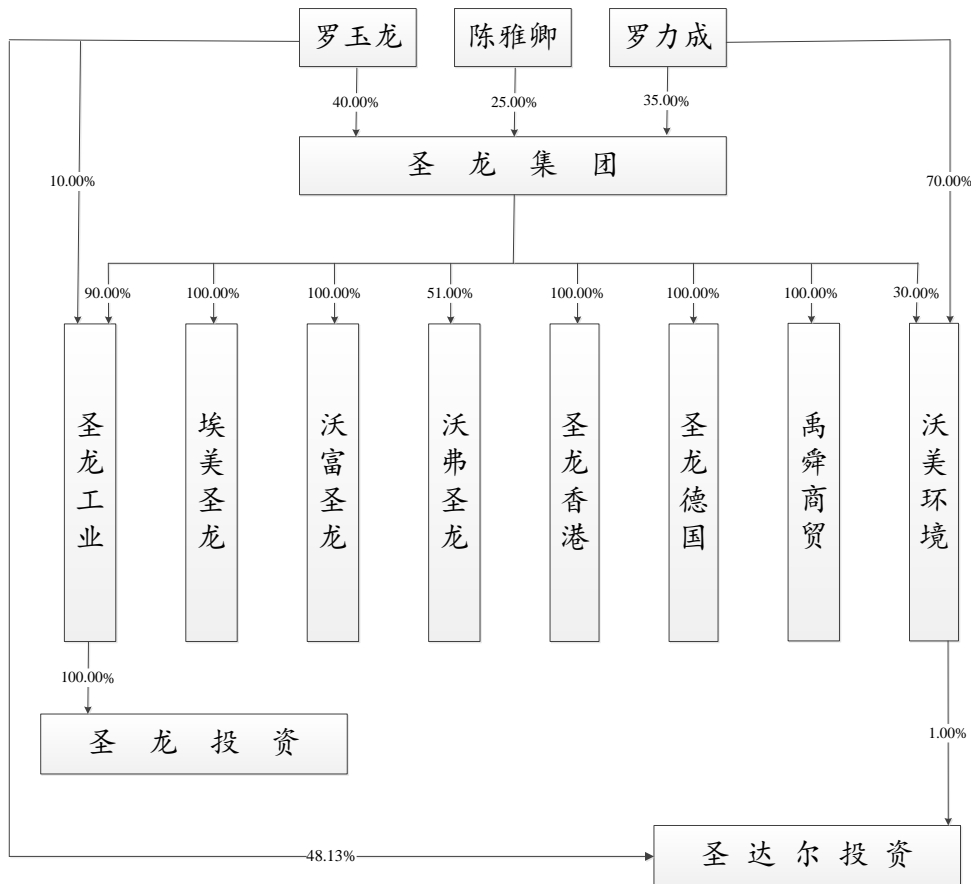 罗玉龙
陈雅卿
罗力成
40.00%
25.00%
35.00%
圣龙集团
10.00%
70.00%
90.00%
100.00%
100.00%
51.00%
100.00%
100.00%
100.00%
30.00%
圣龙工业
埃美圣龙
沃富圣龙
沃弗圣龙
圣龙香港
圣龙德国
禹舜商贸
沃美环境
100.00%
圣龙投资
1.00%
48.13%
圣达尔投资